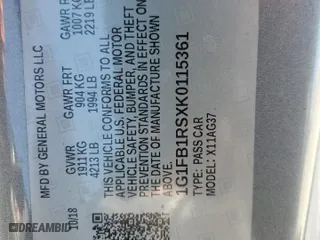 MFD BY GENERAL MOTORS LLC
10/18
GVWR
1911 KG
4213 LB
GAWR FRT
904 KG
1994 LB
GAWR RR
1007 KG
2219 LB
THIS VEHICLE CONFORMS TO ALL
APPLICABLE U.S. FEDERAL MOTOR
VEHICLE SAFETY, BUMPER, AND THEFT
PREVENTION STANDARDS IN EFFECT ON
THE DATE OF MANUFACTURE SHOWN
ABOVE.
1G1FB1RSXK0115361
TYPE: PASS CAR
X111AG37
DREAMBID